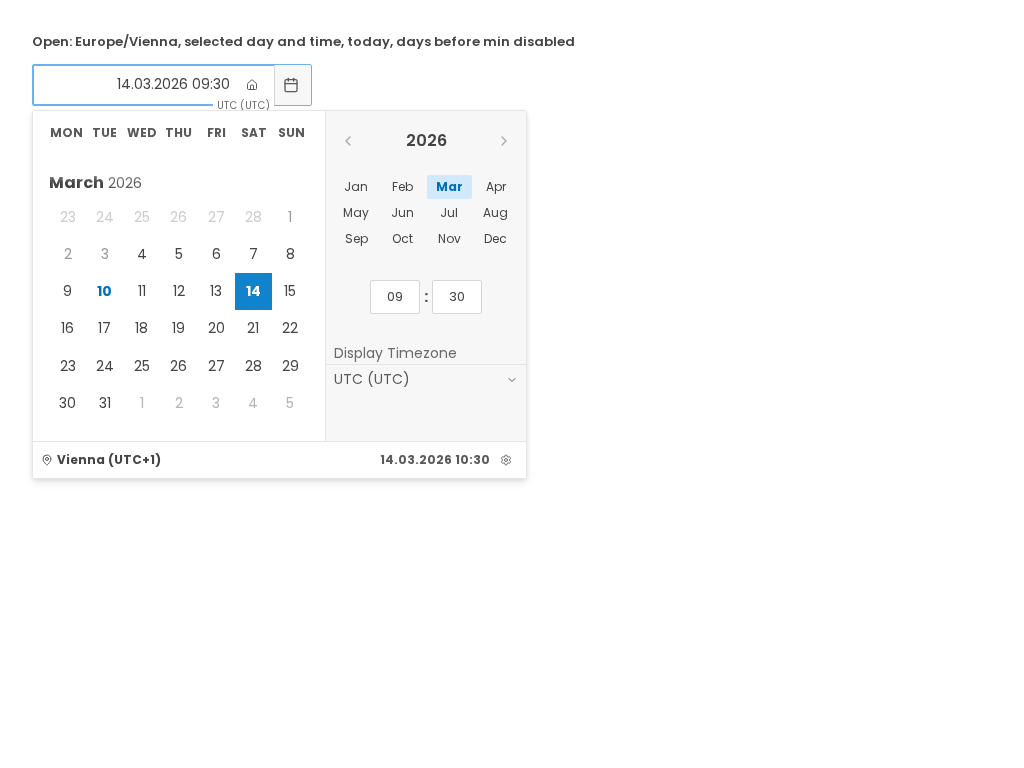 Open: Europe/Vienna, selected day and time, today, days before min disabled
14.03.2026 09:30
UTC (UTC)
MON TUE WED THU FRI SAT SUN
March 2026
23 24 25 26 27 28 1
2 3 4 5 6 7 8
9 10 11 12 13 14 15
16 17 18 19 20 21 22
23 24 25 26 27 28 29
30 31 1 2 3 4 5
2026
Jan Feb Mar Apr
May Jun Jul Aug
Sep Oct Nov Dec
09 : 30
Display Timezone
UTC (UTC)
Vienna (UTC+1) 14.03.2026 10:30